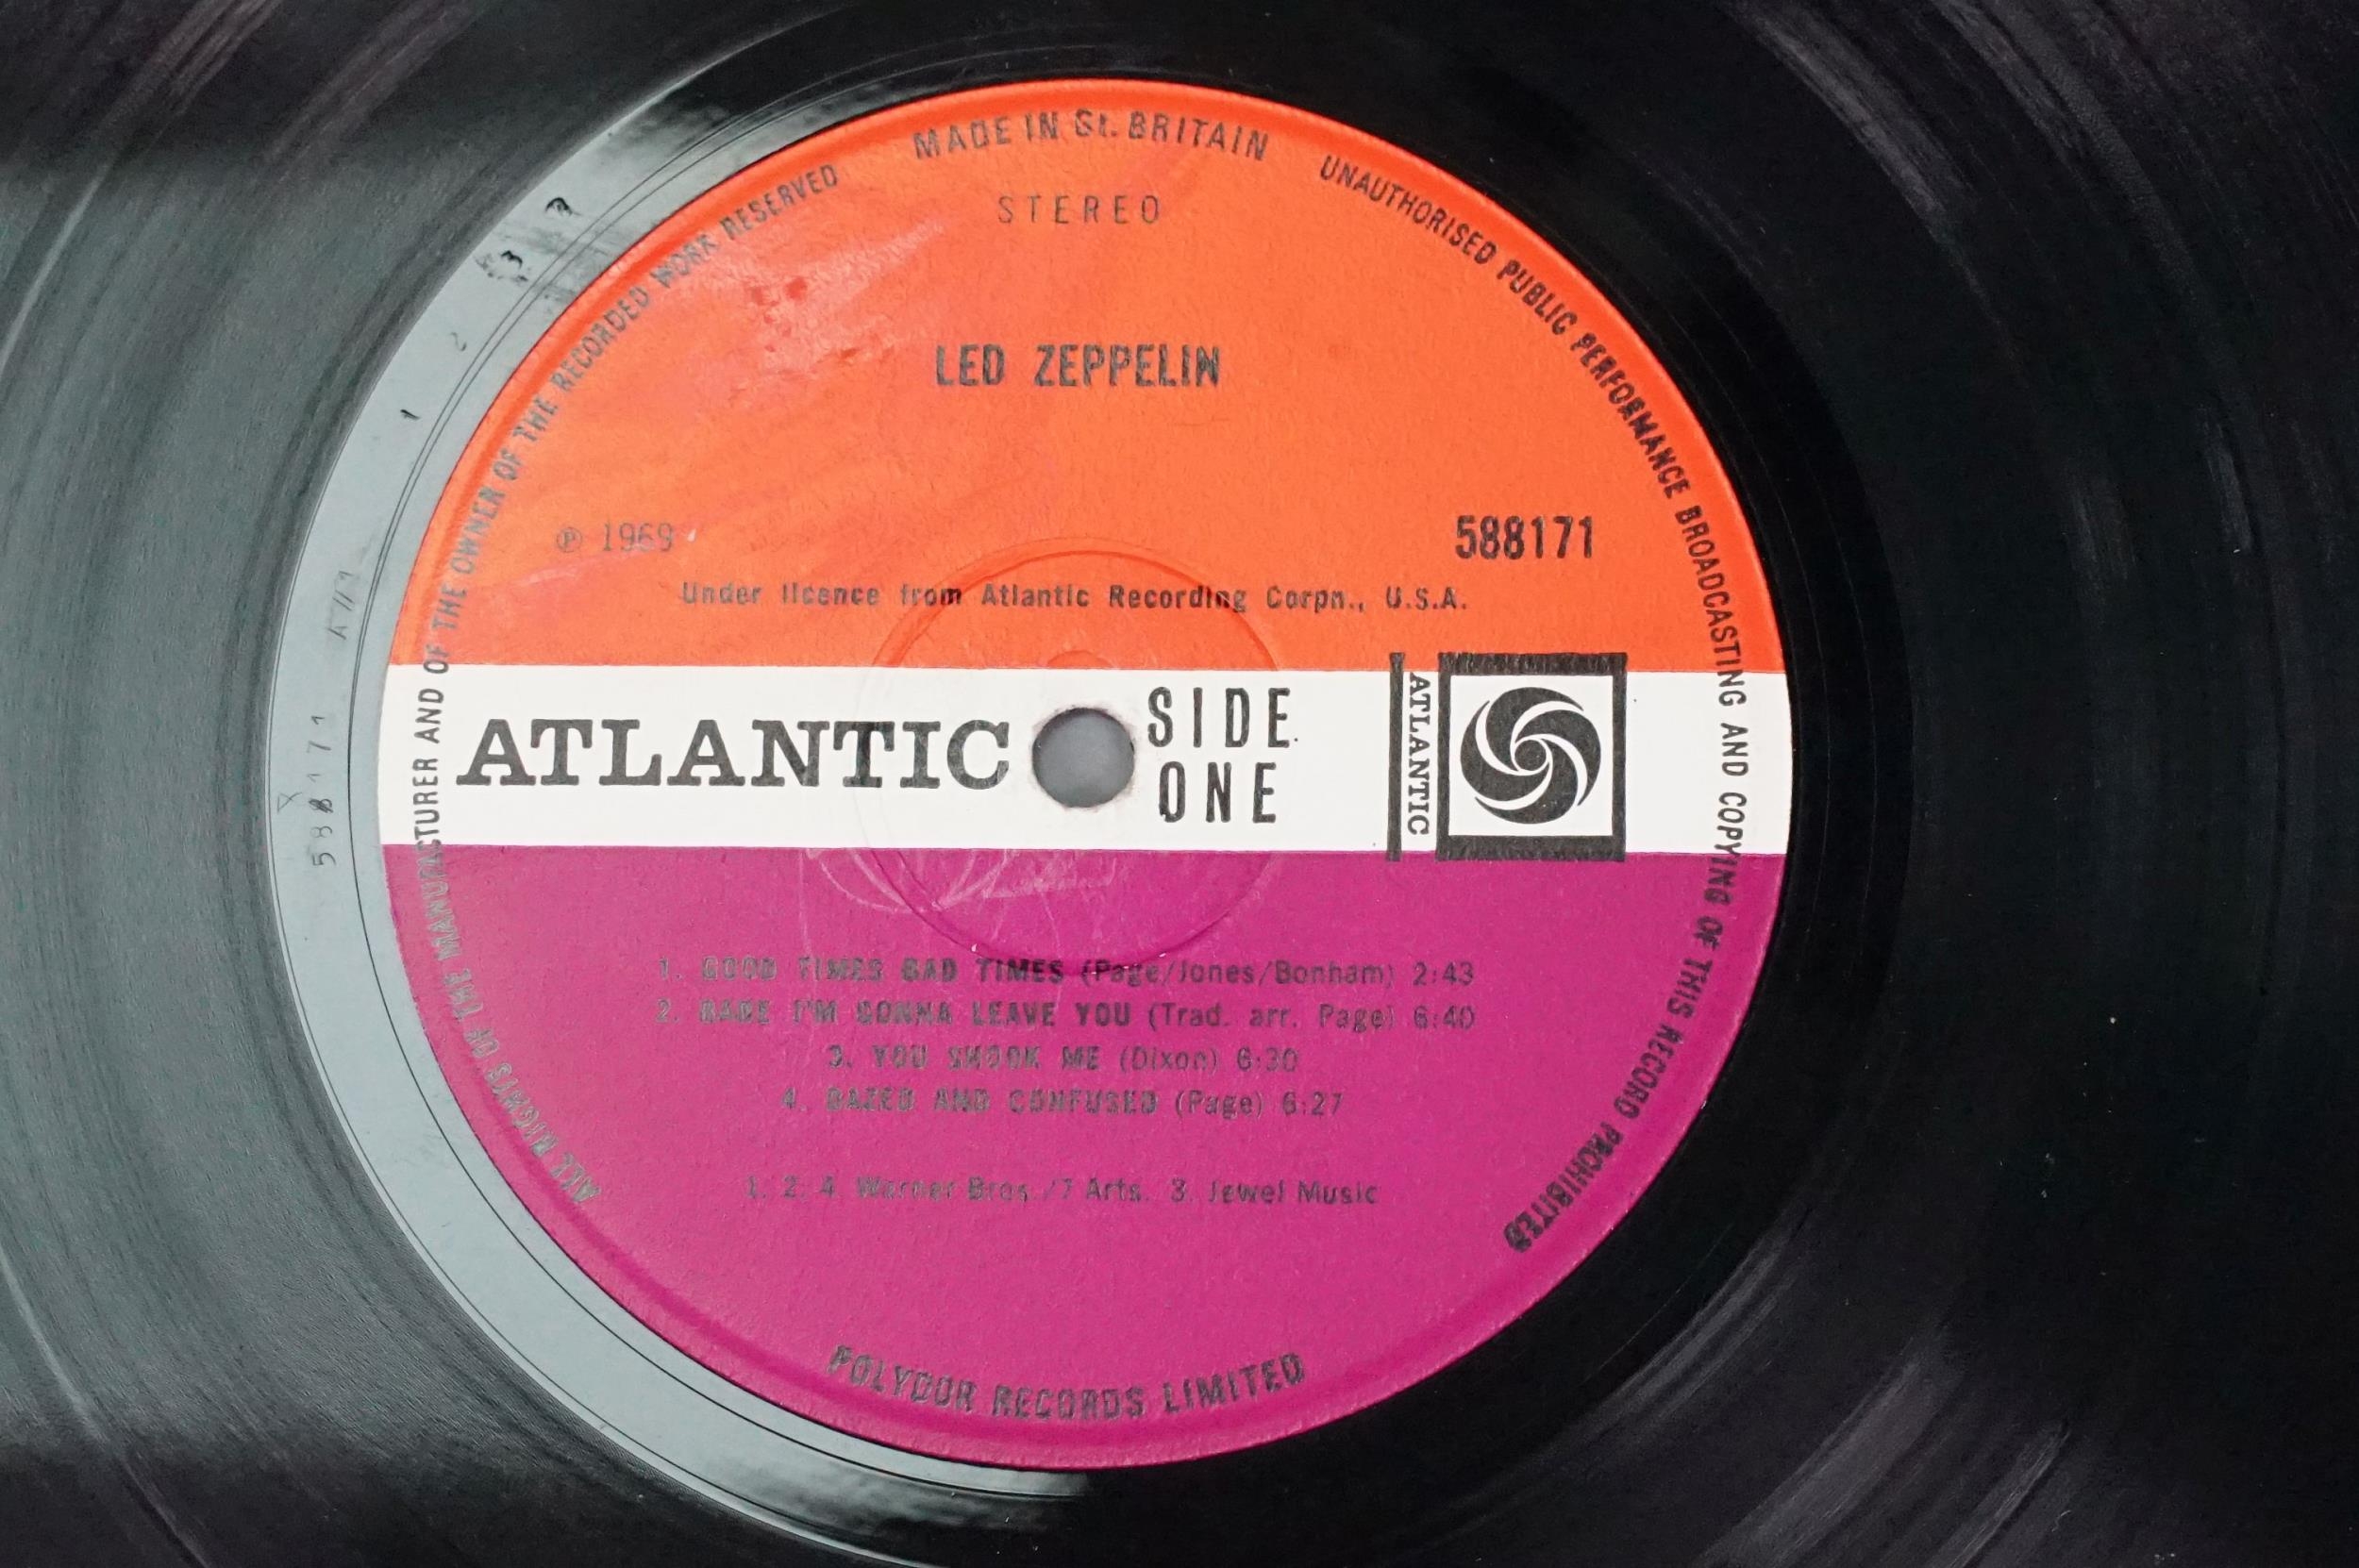 MADE IN Gt. BRITAIN
UNAUTHORISED PUBLIC PERFORMANCE BROADCASTING AND COPYING OF THIS RECORD PROHIBITED
ALL RIGHTS OF THE MANUFACTURER AND OF THE OWNER OF THE RECORDED WORK RESERVED
STEREO
LED ZEPPELIN
℗ 1969
588171
Under licence from Atlantic Recording Corpn., U.S.A.
ATLANTIC
SIDE
ONE
ATLANTIC
1. GOOD TIMES BAD TIMES (Page/Jones/Bonham) 2:43
2. BABE I'M GONNA LEAVE YOU (Trad. arr. Page) 6:40
3. YOU SHOOK ME (Dixon) 6:30
4. DAZED AND CONFUSED (Page) 6:27
1. 2. 4. Warner Bros./7 Arts. 3. Jewel Music
POLYDOR RECORDS LIMITED
588171
1 2 3